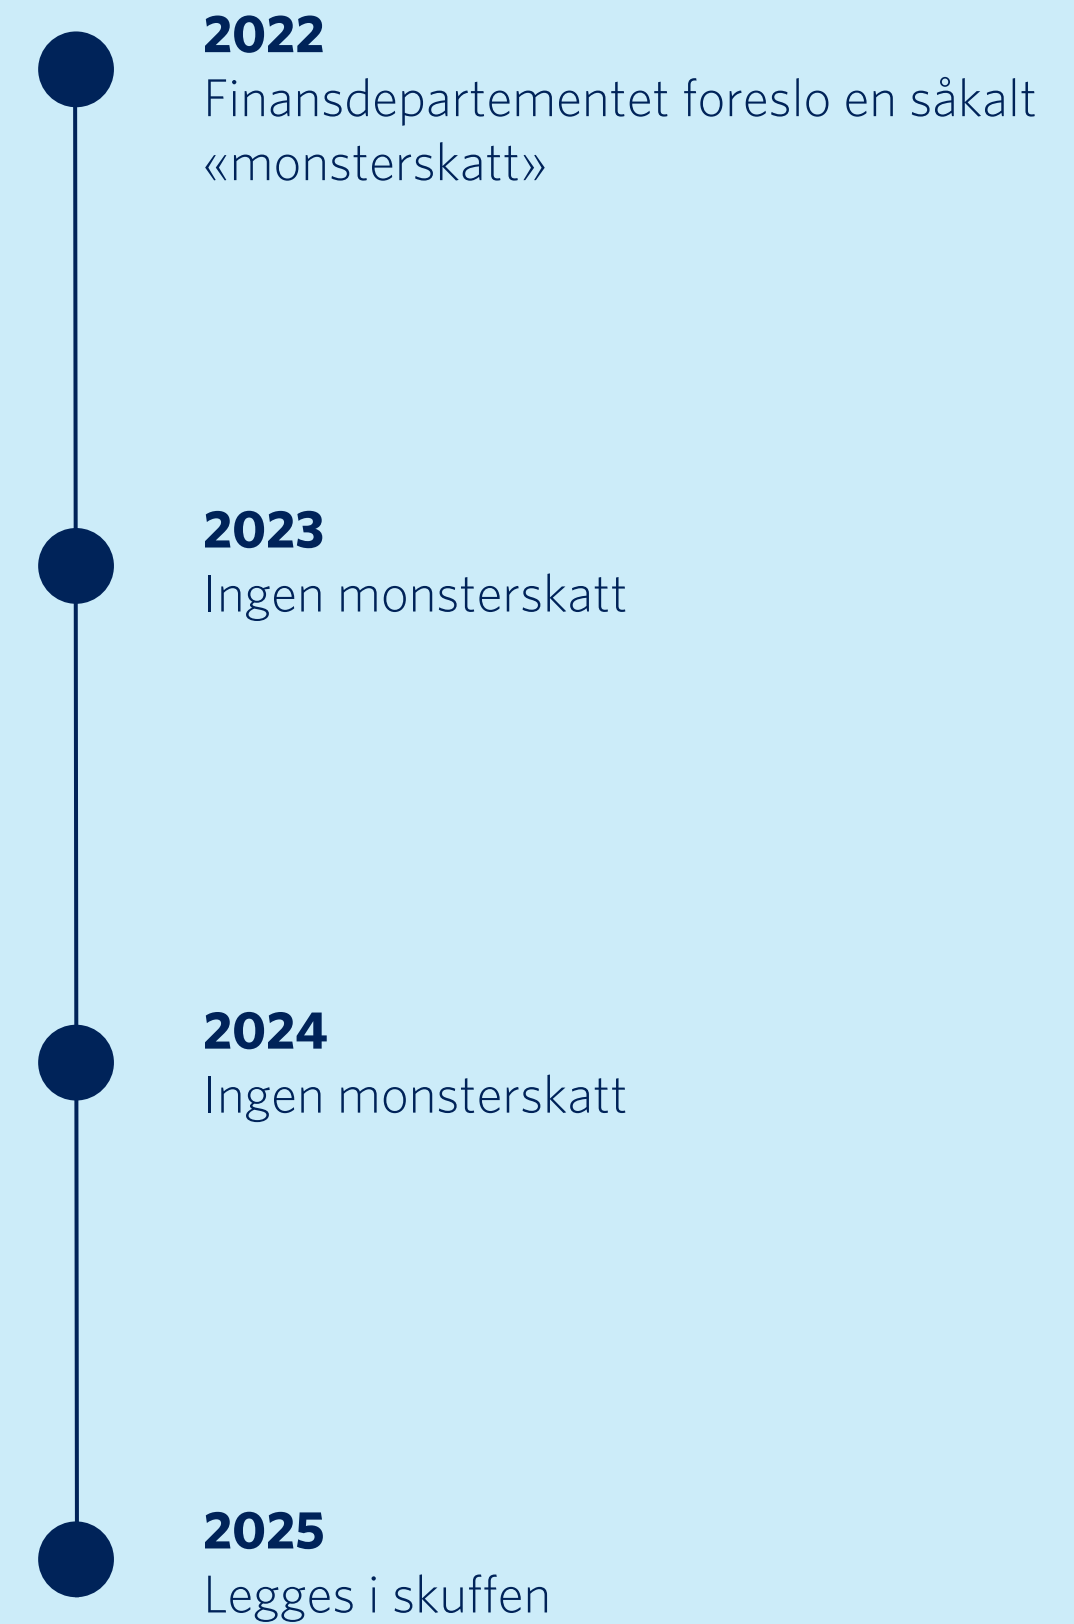 2022
Finansdepartementet foreslo en såkalt
«monsterskatt»
2023
Ingen monsterskatt
2024
Ingen monsterskatt
2025
Legges i skuffen